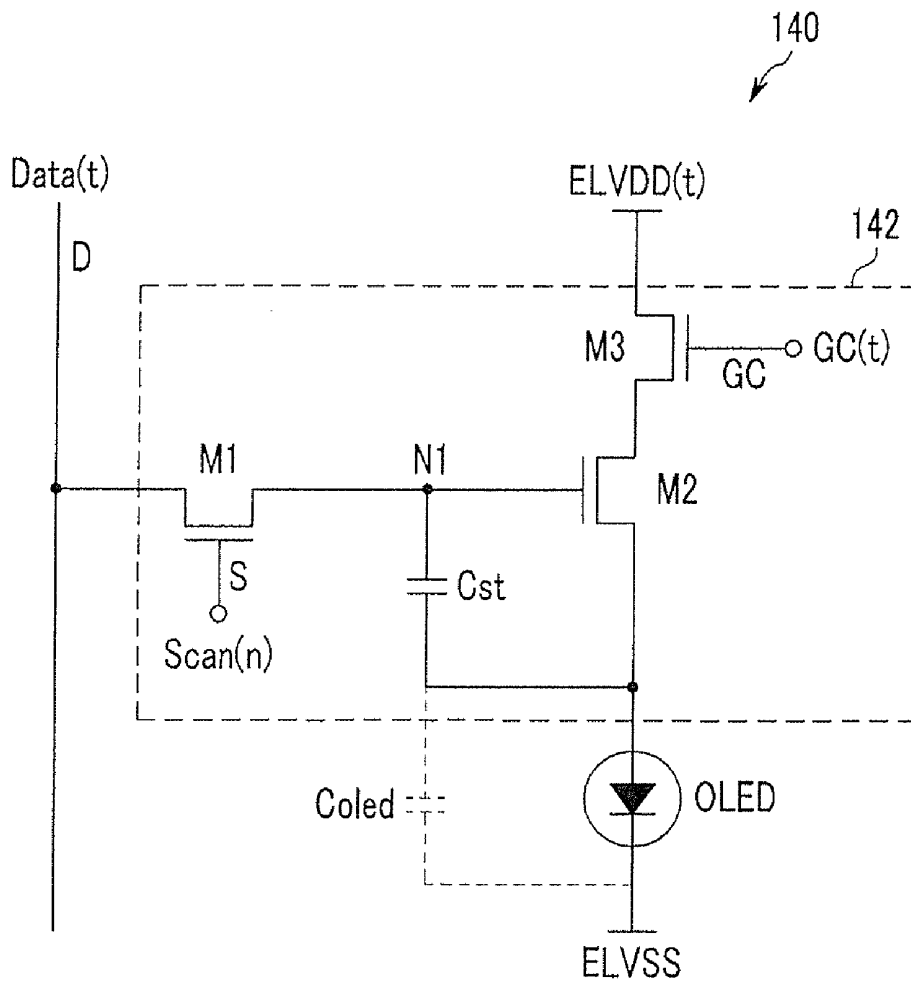 140
Data(t)
ELVDD(t)
142
D
M3
GC
GC(t)
M1
N1
M2
S
Cst
Scan(n)
Coled
OLED
ELVSS